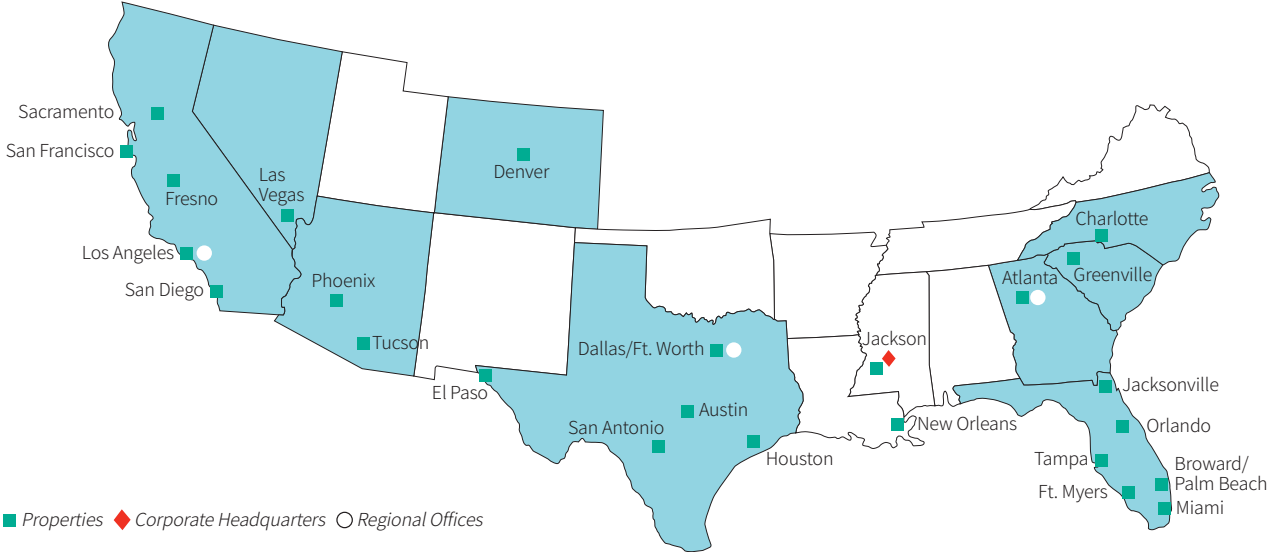 Sacramento
San Francisco
Fresno
Las
Vegas
Los Angeles
San Diego
Phoenix
Tucson
Denver
El Paso
Dallas/Ft. Worth
Austin
San Antonio
Houston
Jackson
New Orleans
Charlotte
Greenville
Atlanta
Jacksonville
Orlando
Tampa
Broward/
Palm Beach
Ft. Myers
Miami
Properties Corporate Headquarters Regional Offices